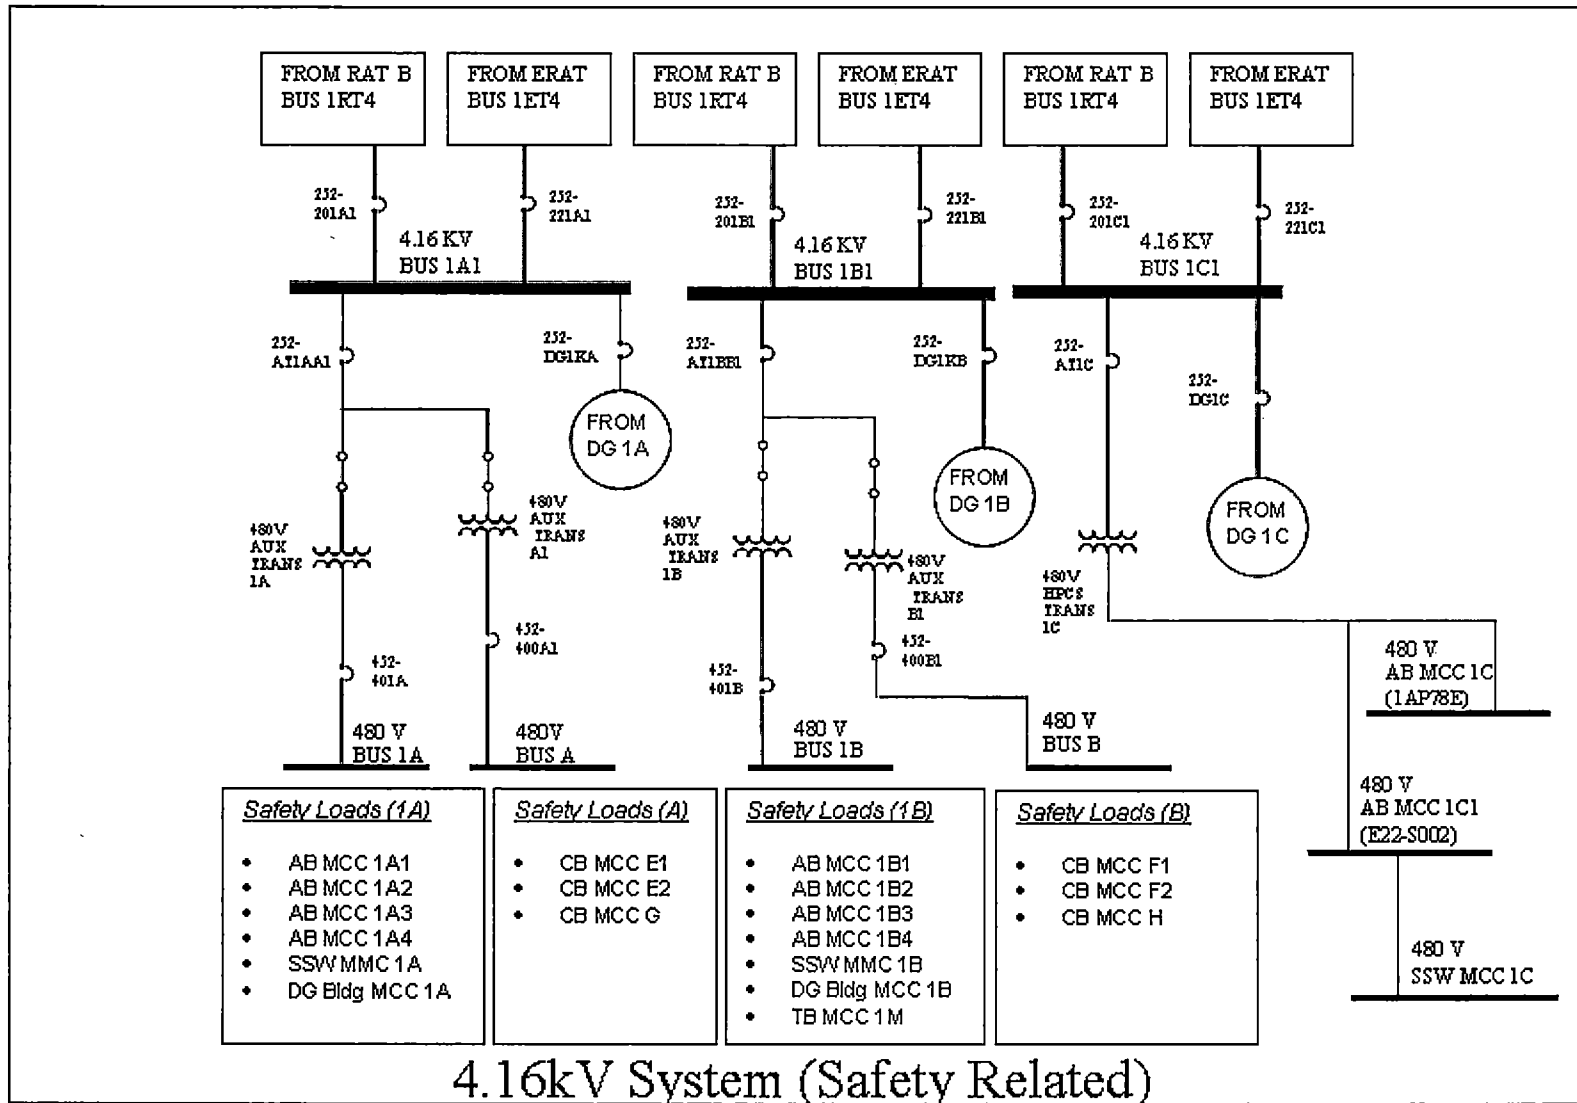 FROM RAT B
BUS 1RT4
FROM ERAT
BUS 1ET4
FROM RAT B
BUS 1RT4
FROM ERAT
BUS 1ET4
FROM RAT B
BUS 1RT4
FROM ERAT
BUS 1ET4
252-
201A1
252-
221A1
252-
201B1
252-
221B1
252-
201C1
252-
221C1
4.16 KV
BUS 1A1
4.16 KV
BUS 1B1
4.16 KV
BUS 1C1
252-
AT1AA1
252-
DG1KA
252-
AT1BB1
252-
DG1KB
252-
AT1C
252-
DG1C
FROM
DG 1A
FROM
DG 1B
FROM
DG 1C
480V
AUX
TRANS
1A
480V
AUX
TRANS
A1
480V
AUX
TRANS
1B
480V
AUX
TRANS
B1
480V
HPCS
TRANS
1C
452-
401A
452-
400A1
452-
401B
452-
400B1
480 V
BUS 1A
480V
BUS A
480 V
BUS 1B
480 V
BUS B
480 V
AB MCC 1C
(1AP78E)
480 V
AB MCC 1C1
(E22-S002)
480 V
SSW MCC 1C
Safety Loads (1A)
• AB MCC 1A1
• AB MCC 1A2
• AB MCC 1A3
• AB MCC 1A4
• SSW MMC 1A
• DG Bldg MCC 1A
Safety Loads (A)
• CB MCC E1
• CB MCC E2
• CB MCC G
Safety Loads (1B)
• AB MCC 1B1
• AB MCC 1B2
• AB MCC 1B3
• AB MCC 1B4
• SSW MMC 1B
• DG Bldg MCC 1B
• TB MCC 1M
Safety Loads (B)
• CB MCC F1
• CB MCC F2
• CB MCC H
4.16kV System (Safety Related)